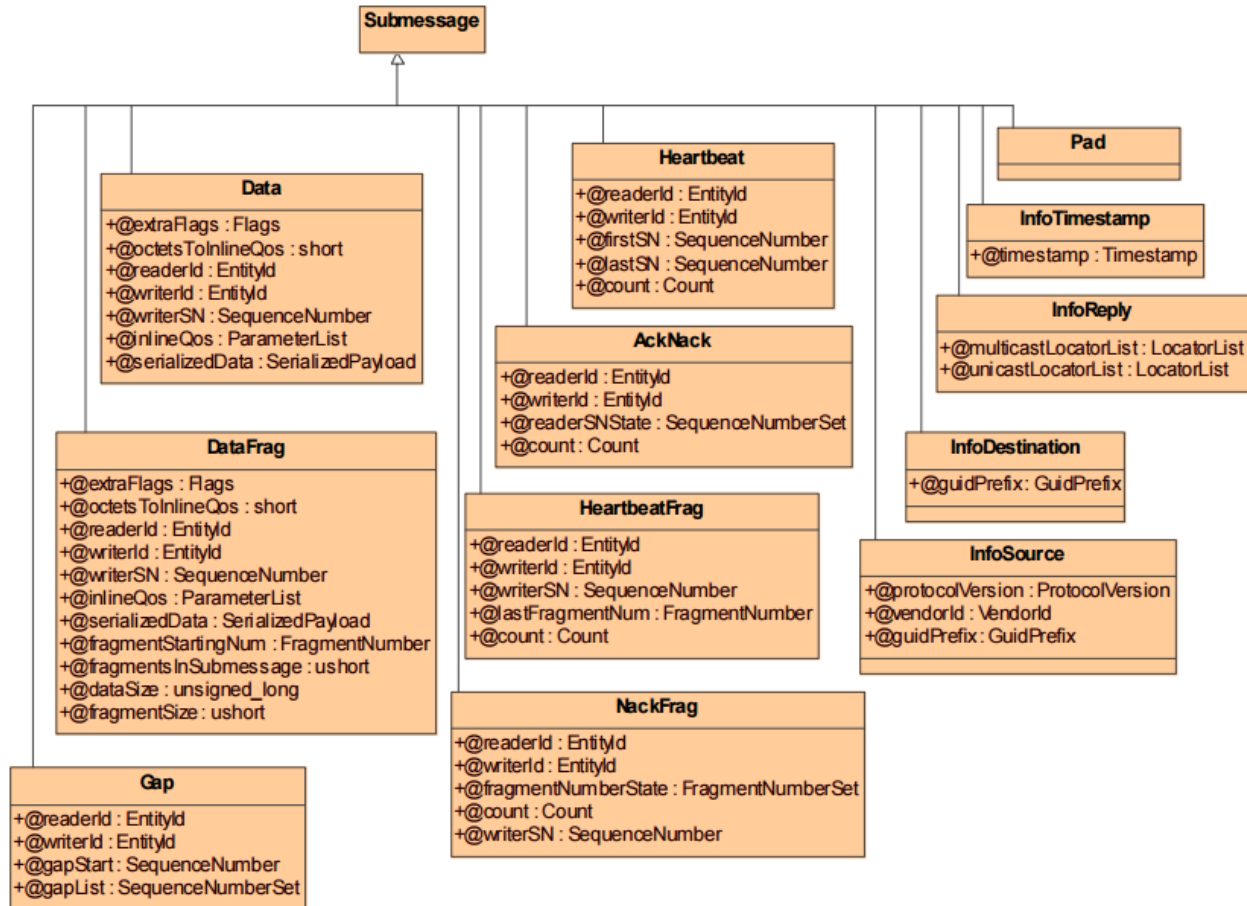 Submessage
Data
+@extraFlags : Flags
+@octetsToInlineQos : short
+@readerId : EntityId
+@writerId : EntityId
+@writerSN : SequenceNumber
+@inlineQos : ParameterList
+@serializedData : SerializedPayload
DataFrag
+@extraFlags : Flags
+@octetsToInlineQos : short
+@readerId : EntityId
+@writerId : EntityId
+@writerSN : SequenceNumber
+@inlineQos : ParameterList
+@serializedData : SerializedPayload
+@fragmentStartingNum : FragmentNumber
+@fragmentsInSubmessage : ushort
+@dataSize : unsigned_long
+@fragmentSize : ushort
Gap
+@readerId : EntityId
+@writerId : EntityId
+@gapStart : SequenceNumber
+@gapList : SequenceNumberSet
Heartbeat
+@readerId : EntityId
+@writerId : EntityId
+@firstSN : SequenceNumber
+@lastSN : SequenceNumber
+@count : Count
AckNack
+@readerId : EntityId
+@writerId : EntityId
+@readerSNState : SequenceNumberSet
+@count : Count
HeartbeatFrag
+@readerId : EntityId
+@writerId : EntityId
+@writerSN : SequenceNumber
+@lastFragmentNum : FragmentNumber
+@count : Count
NackFrag
+@readerId : EntityId
+@writerId : EntityId
+@fragmentNumberState : FragmentNumberSet
+@count : Count
+@writerSN : SequenceNumber
Pad
InfoTimestamp
+@timestamp : Timestamp
InfoReply
+@multicastLocatorList : LocatorList
+@unicastLocatorList : LocatorList
InfoDestination
+@guidPrefix: GuidPrefix
InfoSource
+@protocolVersion : ProtocolVersion
+@vendorId : VendorId
+@guidPrefix : GuidPrefix